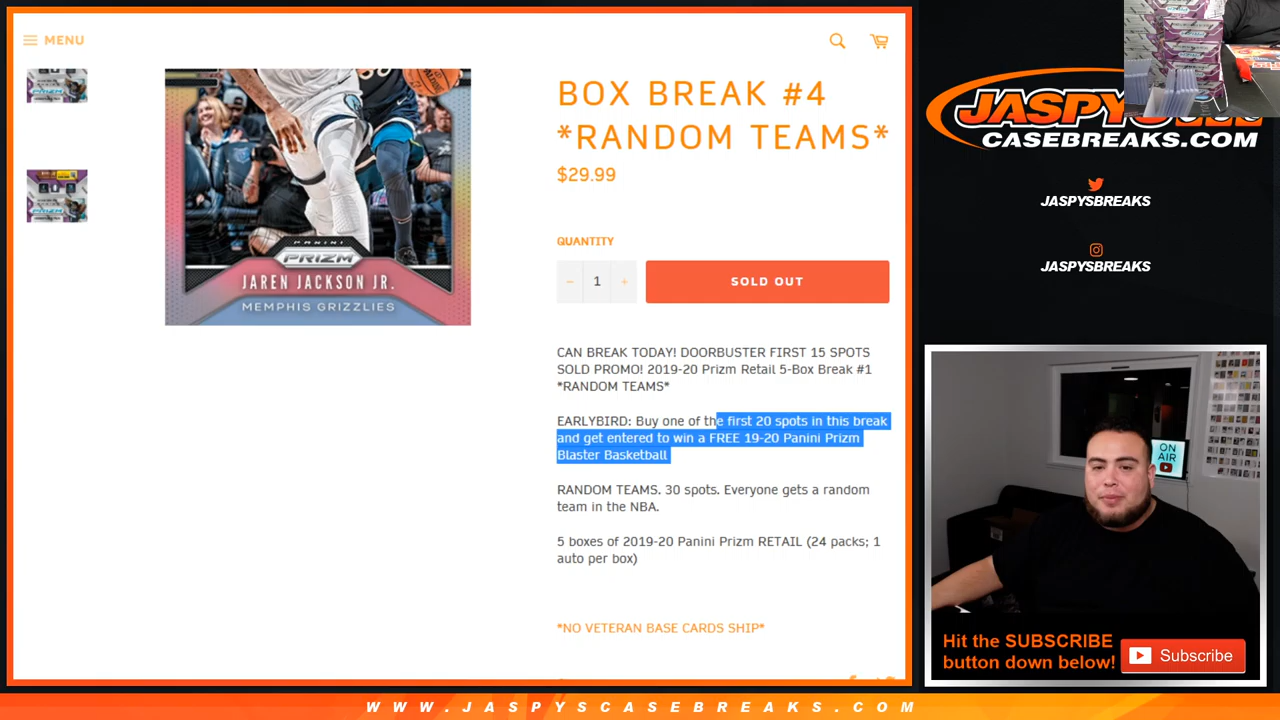 MENU
BOX BREAK #4
*RANDOM TEAMS*
$29.99
QUANTITY
− 1 +
SOLD OUT
PANINI
PRIZM
JAREN JACKSON JR.
MEMPHIS GRIZZLIES
CAN BREAK TODAY! DOORBUSTER FIRST 15 SPOTS
SOLD PROMO! 2019-20 Prizm Retail 5-Box Break #1
*RANDOM TEAMS*
EARLYBIRD: Buy one of the first 20 spots in this break
and get entered to win a FREE 19-20 Panini Prizm
Blaster Basketball
RANDOM TEAMS. 30 spots. Everyone gets a random
team in the NBA.
5 boxes of 2019-20 Panini Prizm RETAIL (24 packs; 1
auto per box)
*NO VETERAN BASE CARDS SHIP*
CASEBREAKS.COM
JASPYSBREAKS
JASPYSBREAKS
ON
AIR
Hit the SUBSCRIBE
button down below!
Subscribe
WWW.JASPYSCASEBREAKS.COM